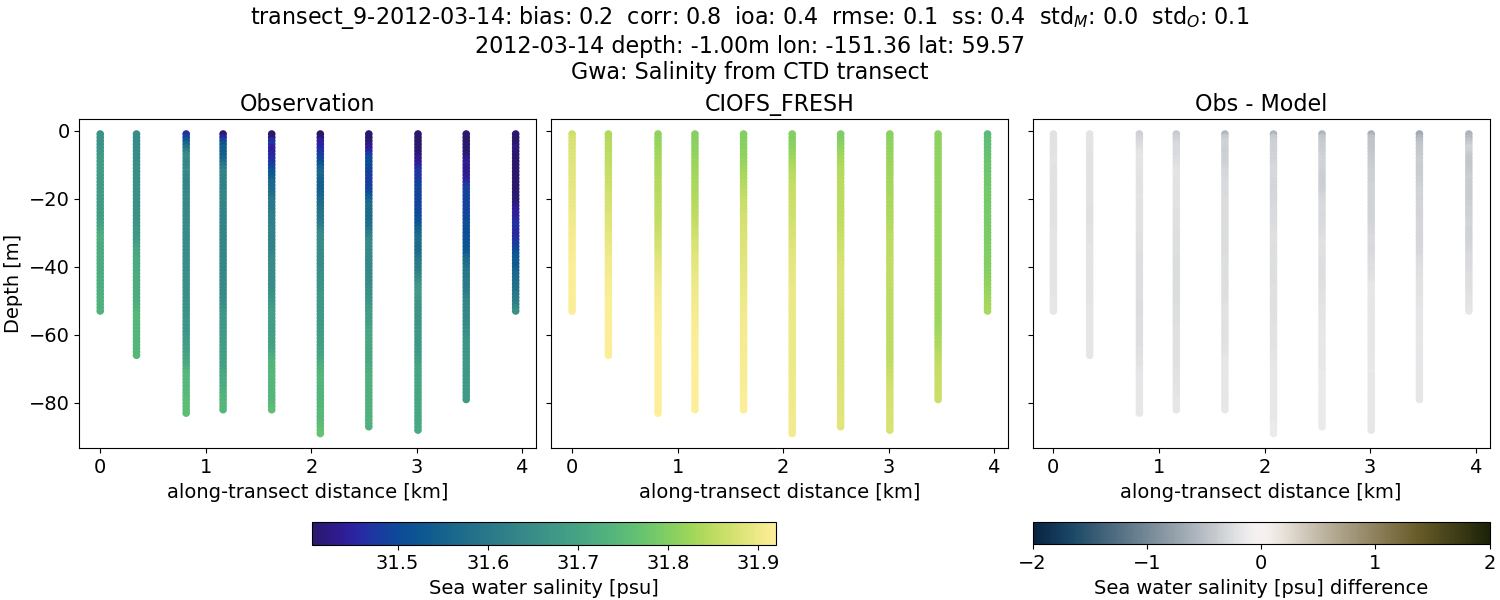 transect_9-2012-03-14: bias: 0.2 corr: 0.8 ioa: 0.4 rmse: 0.1 ss: 0.4 std_M: 0.0 std_O: 0.1
2012-03-14 depth: -1.00m lon: -151.36 lat: 59.57
Gwa: Salinity from CTD transect
Observation CIOFS_FRESH Obs - Model
Depth [m]
0
−20
−40
−60
−80
0 1 2 3 4 0 1 2 3 4 0 1 2 3 4
along-transect distance [km] along-transect distance [km] along-transect distance [km]
31.5 31.6 31.7 31.8 31.9 −2 −1 0 1 2
Sea water salinity [psu] Sea water salinity [psu] difference